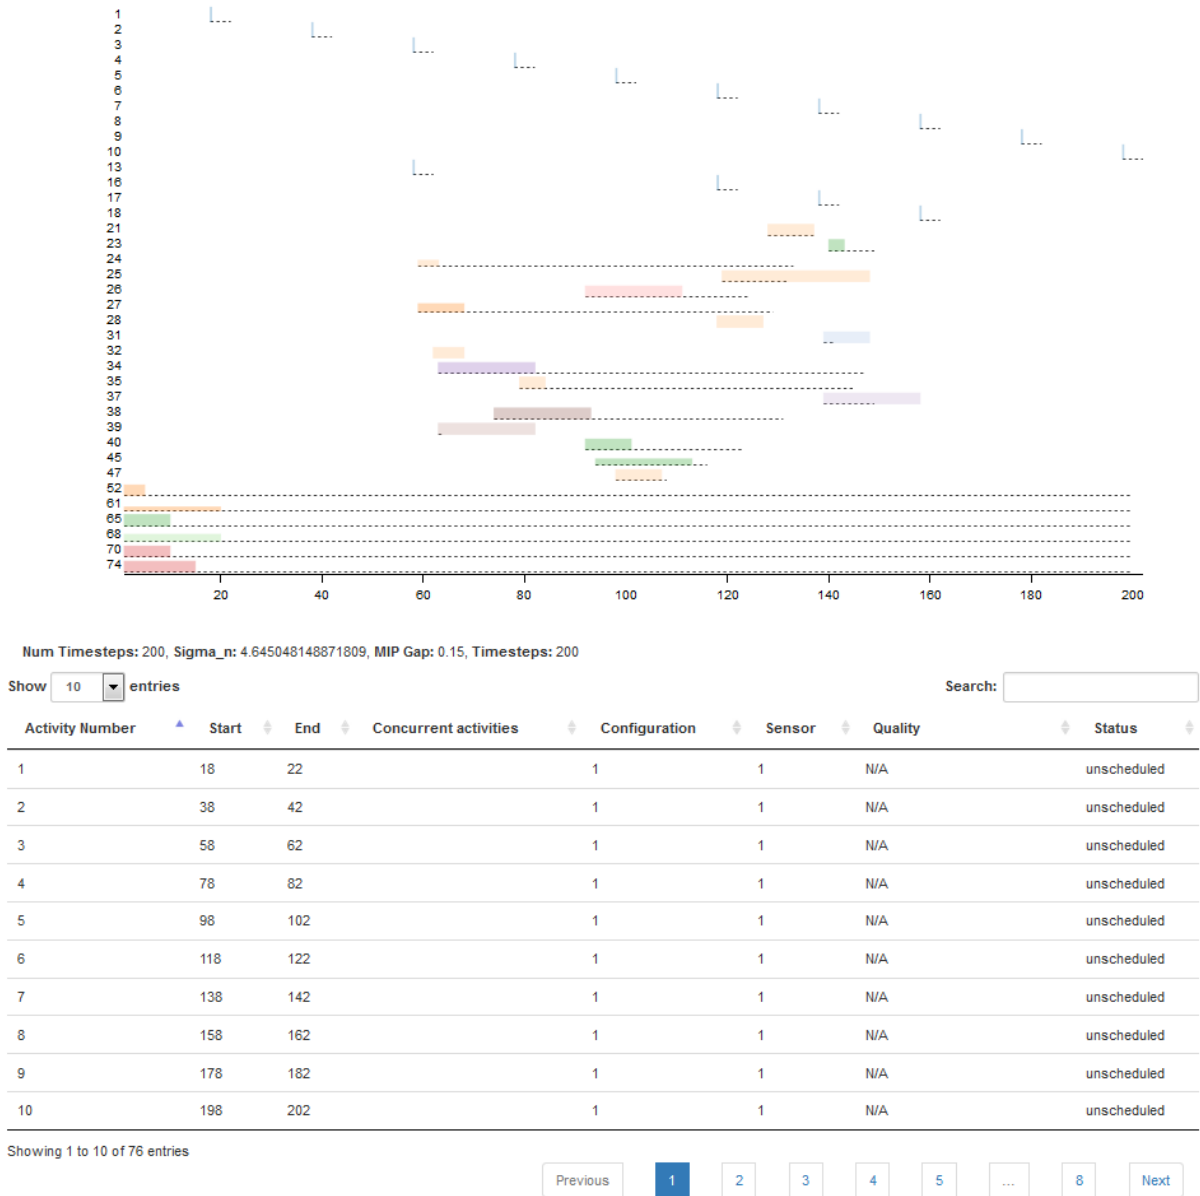 1
2
3
4
5
6
7
8
9
10
13
16
17
18
21
23
24
25
26
27
28
31
32
34
35
37
38
39
40
45
47
52
61
65
68
70
74
20 40 60 80 100 120 140 160 180 200
Num Timesteps: 200, Sigma_n: 4.645048148871809, MIP Gap: 0.15, Timesteps: 200
Show 10 entries Search:
Activity Number Start End Concurrent activities Configuration Sensor Quality Status
1 18 22 1 1 N/A unscheduled
2 38 42 1 1 N/A unscheduled
3 58 62 1 1 N/A unscheduled
4 78 82 1 1 N/A unscheduled
5 98 102 1 1 N/A unscheduled
6 118 122 1 1 N/A unscheduled
7 138 142 1 1 N/A unscheduled
8 158 162 1 1 N/A unscheduled
9 178 182 1 1 N/A unscheduled
10 198 202 1 1 N/A unscheduled
Showing 1 to 10 of 76 entries
Previous 1 2 3 4 5 ... 8 Next